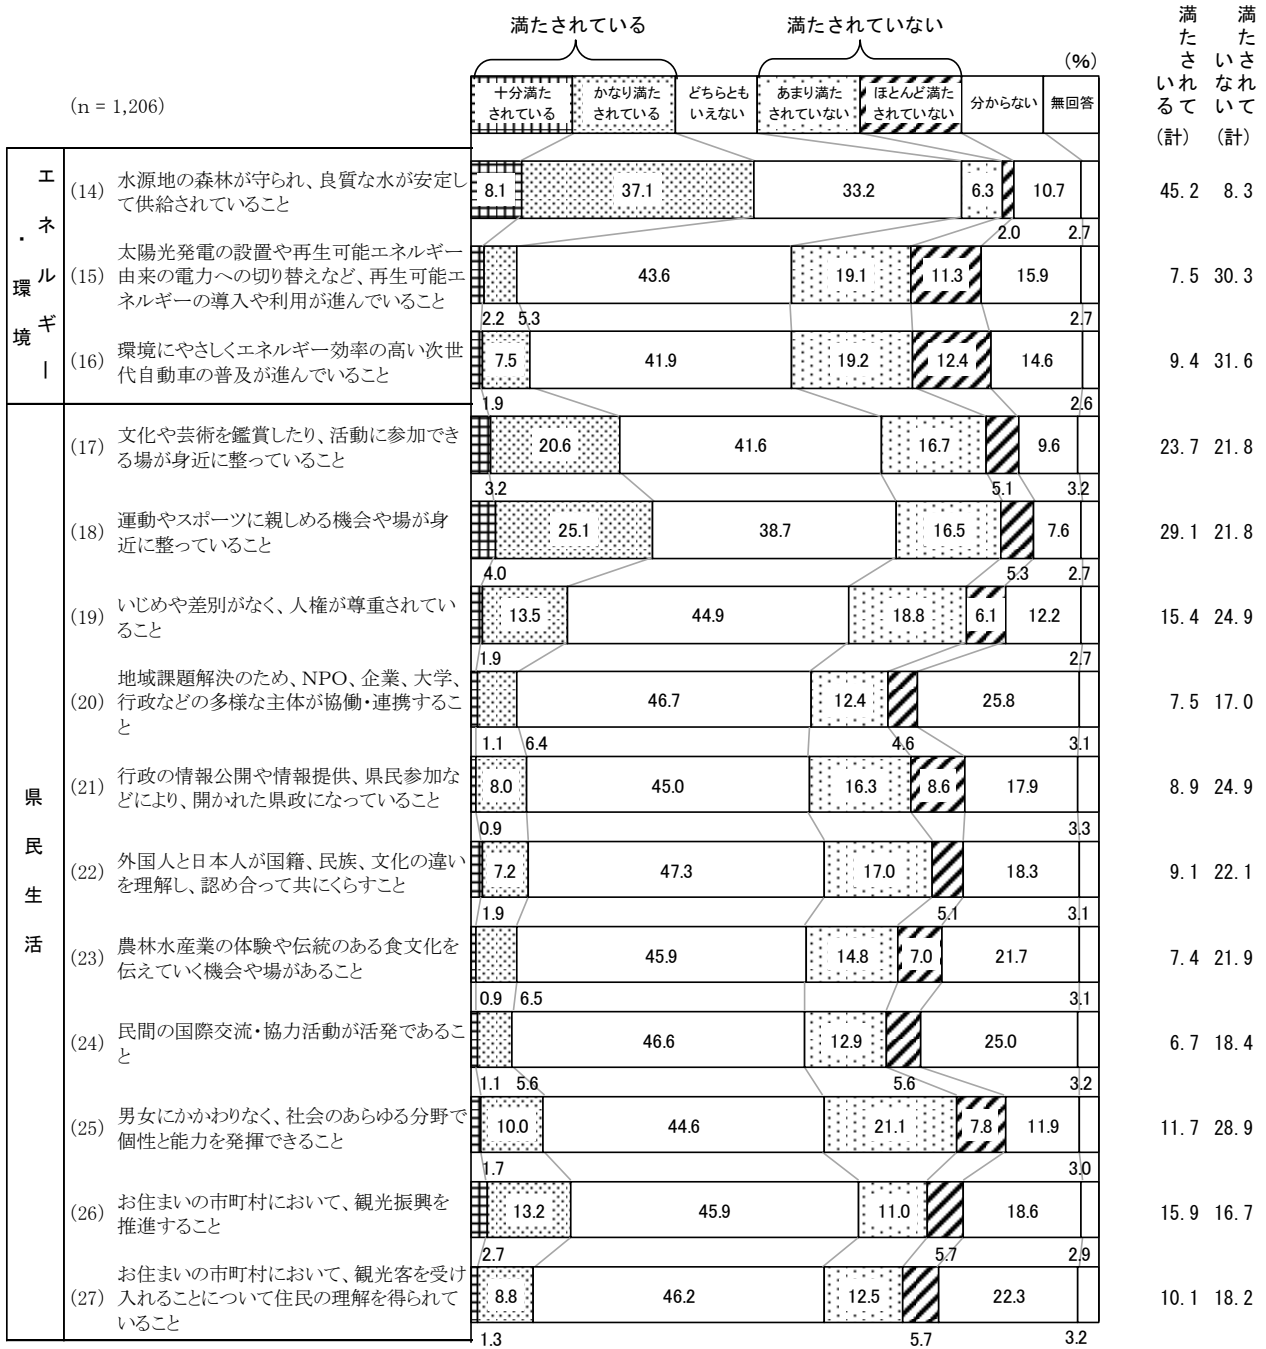 満たされている
満たされていない
満たされている(計)
満たされていない(計)
(%)
(n = 1,206)
十分満たされている
かなり満たされている
どちらともいえない
あまり満たされていない
ほとんど満たされていない
分からない
無回答
エネルギー・環境
(14) 水源地の森林が守られ、良質な水が安定し
て供給されていること
8.1 37.1 33.2 6.3 10.7 45.2 8.3
2.0 2.7
太陽光発電の設置や再生可能エネルギー
(15) 由来の電力への切り替えなど、再生可能エ
ネルギーの導入や利用が進んでいること
43.6 19.1 11.3 15.9 7.5 30.3
2.2 5.3 2.7
(16) 環境にやさしくエネルギー効率の高い次世
代自動車の普及が進んでいること
7.5 41.9 19.2 12.4 14.6 9.4 31.6
1.9 2.6
県民生活
(17) 文化や芸術を鑑賞したり、活動に参加でき
る場が身近に整っていること
20.6 41.6 16.7 9.6 23.7 21.8
3.2 5.1 3.2
(18) 運動やスポーツに親しめる機会や場が身
近に整っていること
25.1 38.7 16.5 7.6 29.1 21.8
4.0 5.3 2.7
(19) いじめや差別がなく、人権が尊重されてい
ること
13.5 44.9 18.8 6.1 12.2 15.4 24.9
1.9 2.7
地域課題解決のため、NPO、企業、大学、
(20) 行政などの多様な主体が協働・連携するこ
と
46.7 12.4 25.8 7.5 17.0
1.1 6.4 4.6 3.1
(21) 行政の情報公開や情報提供、県民参加な
どにより、開かれた県政になっていること
8.0 45.0 16.3 8.6 17.9 8.9 24.9
0.9 3.3
(22) 外国人と日本人が国籍、民族、文化の違い
を理解し、認め合って共にくらすこと
7.2 47.3 17.0 18.3 9.1 22.1
1.9 5.1 3.1
(23) 農林水産業の体験や伝統のある食文化を
伝えていく機会や場があること
45.9 14.8 7.0 21.7 7.4 21.9
0.9 6.5 3.1
(24) 民間の国際交流・協力活動が活発であるこ
と
46.6 12.9 25.0 6.7 18.4
1.1 5.6 5.6 3.2
(25) 男女にかかわりなく、社会のあらゆる分野で
個性と能力を発揮できること
10.0 44.6 21.1 7.8 11.9 11.7 28.9
1.7 3.0
(26) お住まいの市町村において、観光振興を
推進すること
13.2 45.9 11.0 18.6 15.9 16.7
2.7 5.7 2.9
お住まいの市町村において、観光客を受け
(27) 入れることについて住民の理解を得られて
いること
8.8 46.2 12.5 22.3 10.1 18.2
1.3 5.7 3.2